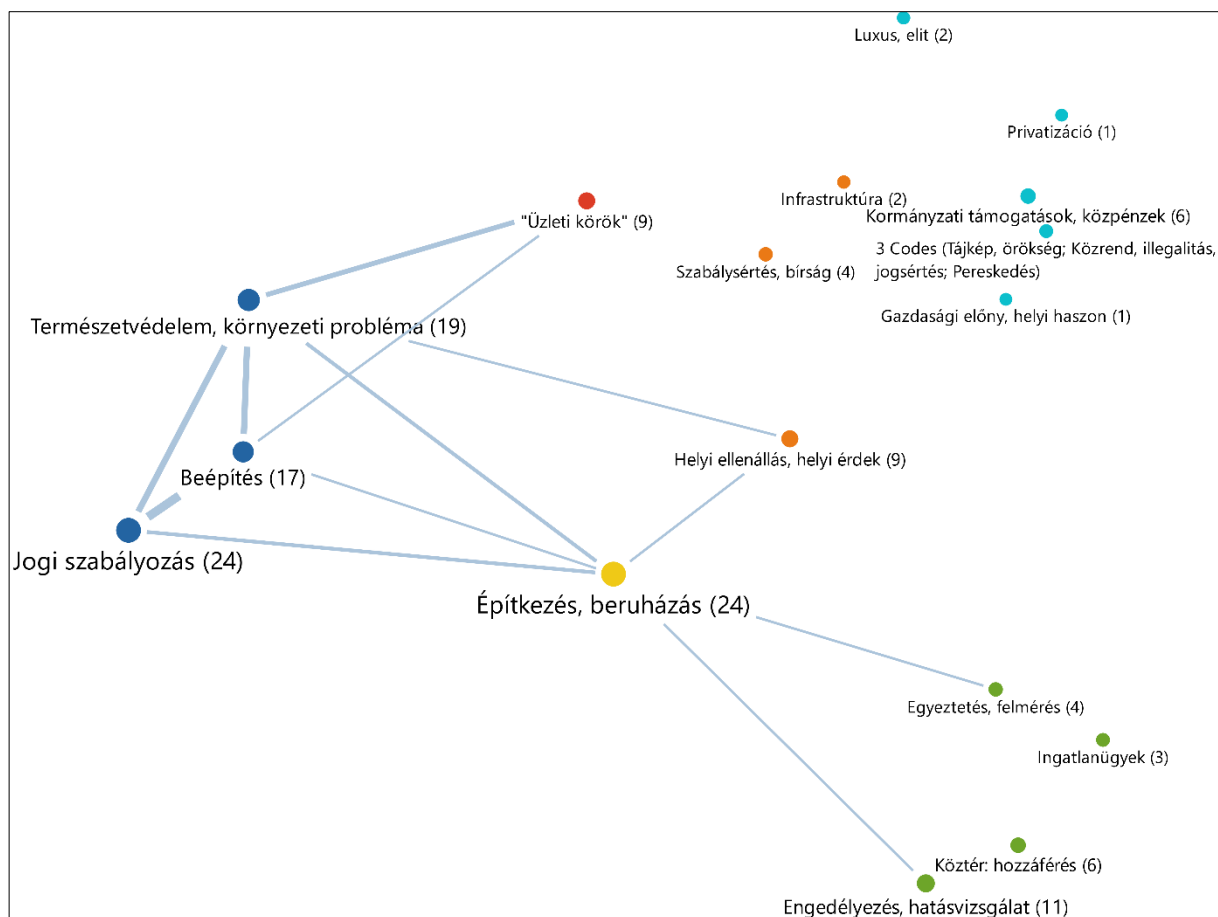 Luxus, elit (2)
Privatizáció (1)
Infrastruktúra (2)
Kormányzati támogatások, közpénzek (6)
"Üzleti körök" (9)
3 Codes (Tájkép, örökség; Közrend, illegalitás,
jogsértés; Pereskedés)
Szabálysértés, bírság (4)
Gazdasági előny, helyi haszon (1)
Természetvédelem, környezeti probléma (19)
Helyi ellenállás, helyi érdek (9)
Beépítés (17)
Jogi szabályozás (24)
Építkezés, beruházás (24)
Egyeztetés, felmérés (4)
Ingatlanügyek (3)
Köztér: hozzáférés (6)
Engedélyezés, hatásvizsgálat (11)